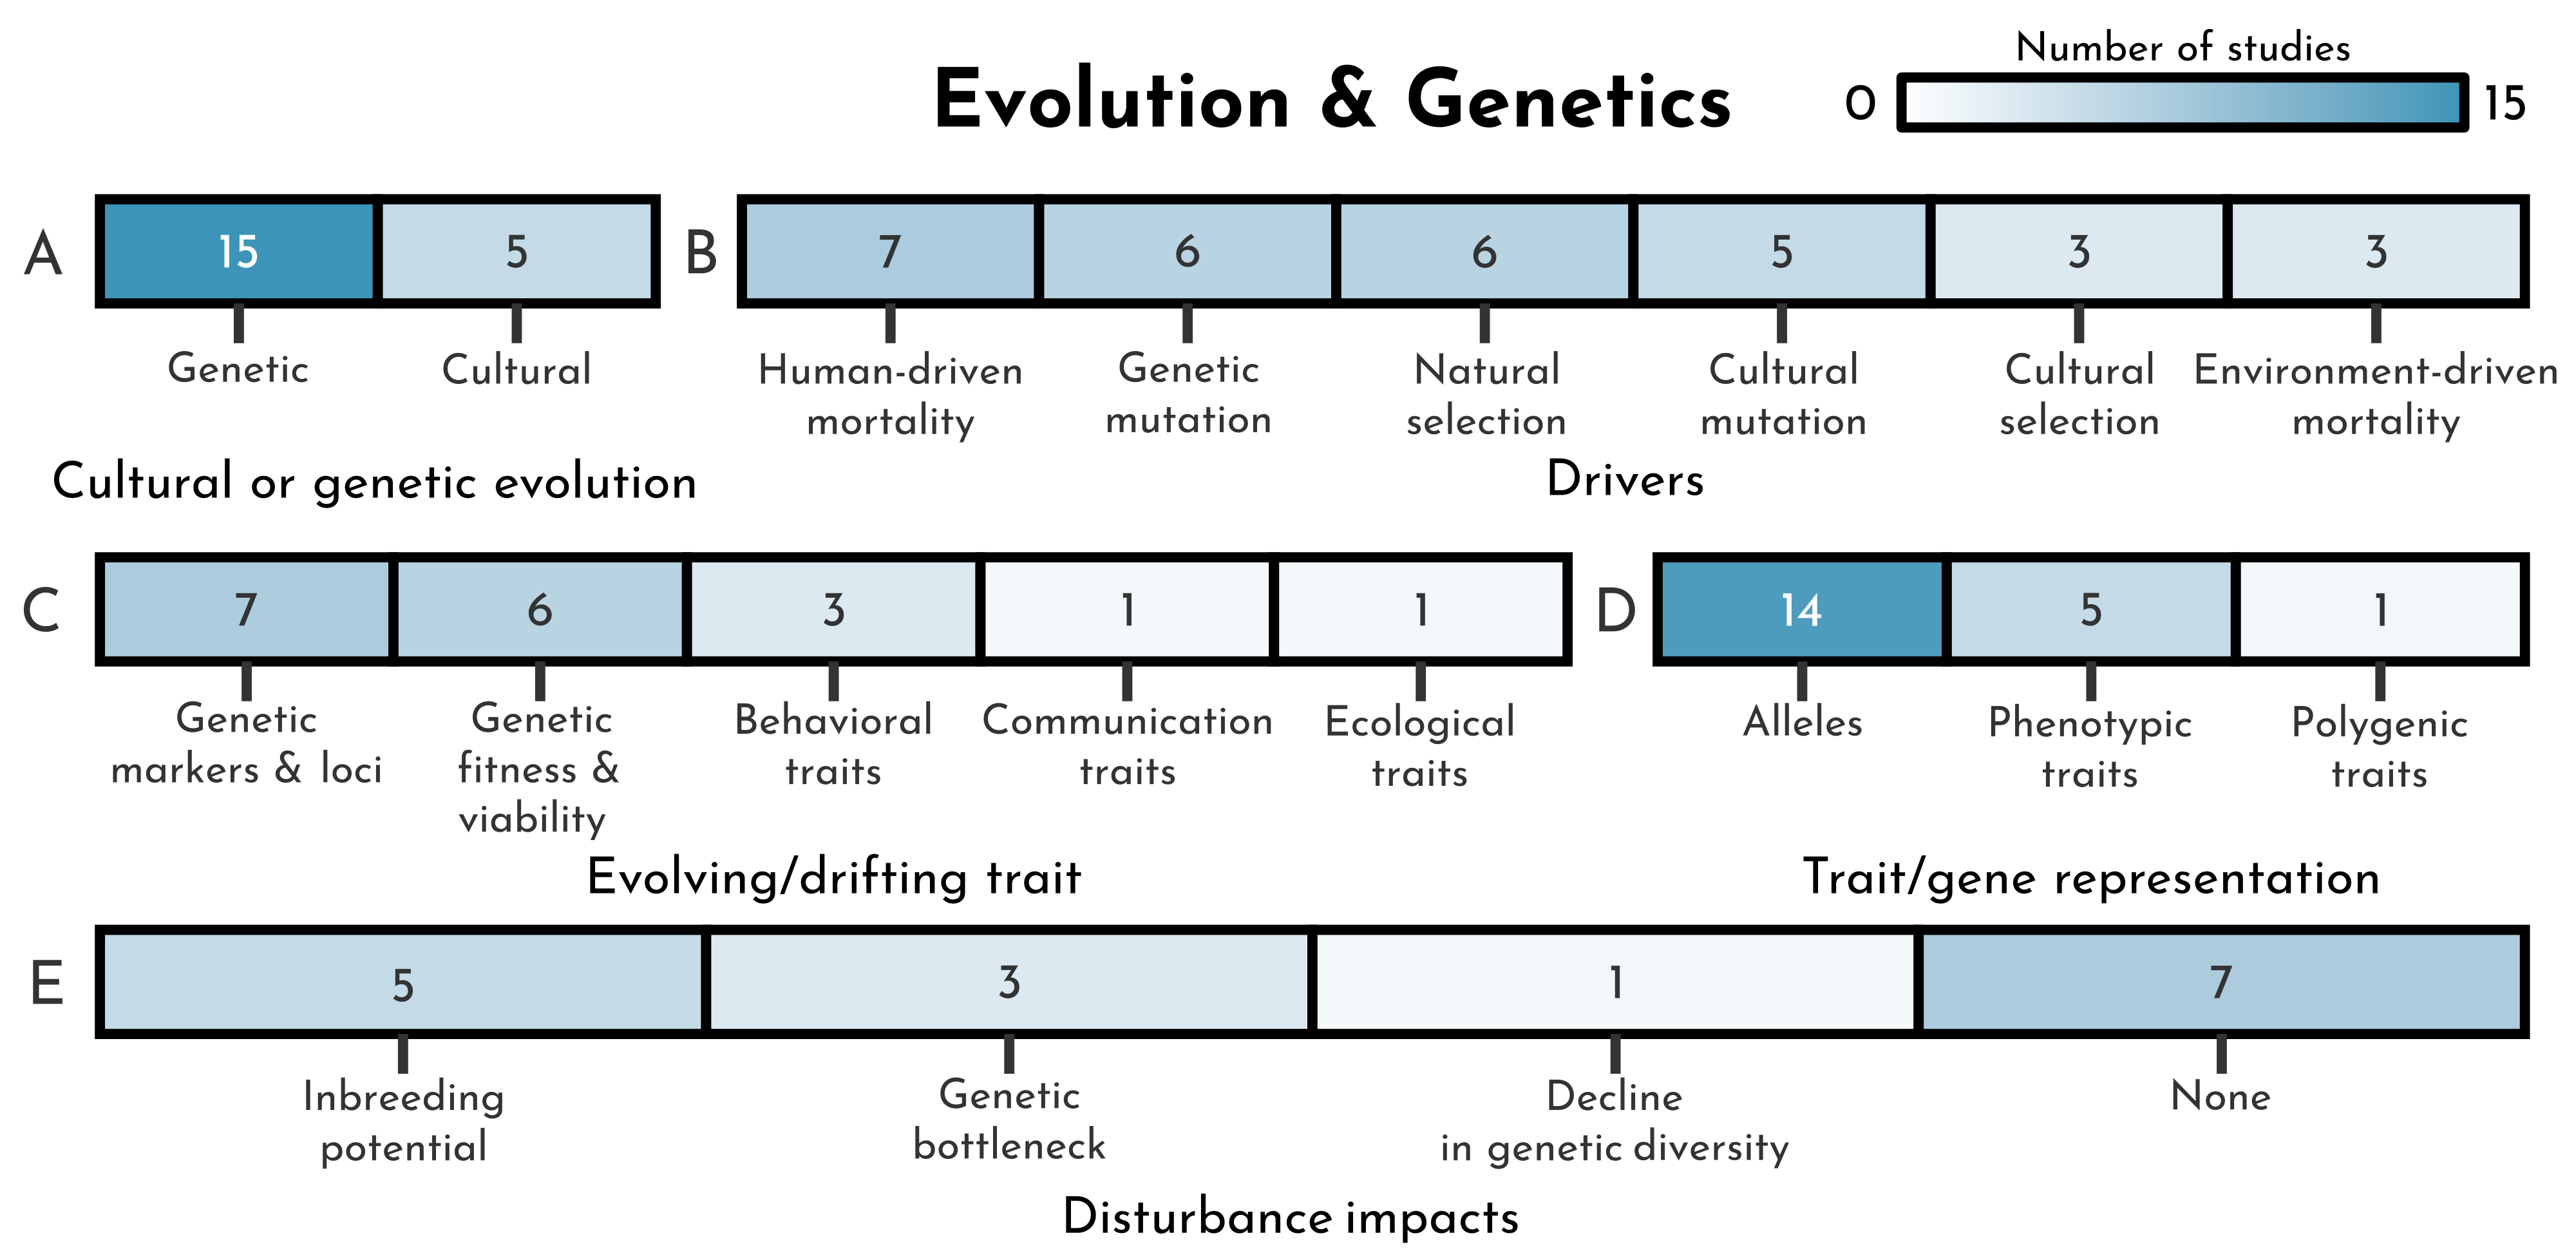 Number of studies
Evolution & Genetics
0 15
A 15 5 B 7 6 6 5 3 3
Genetic Cultural Human-driven Genetic Natural Cultural Cultural Environment-driven
mortality mutation selection mutation selection mortality
Cultural or genetic evolution Drivers
C 7 6 3 1 1 D 14 5 1
Genetic Genetic Behavioral Communication Ecological Alleles Phenotypic Polygenic
markers & loci fitness & traits traits traits traits traits
viability
Evolving/drifting trait Trait/gene representation
E 5 3 1 7
Inbreeding Genetic Decline None
potential bottleneck in genetic diversity
Disturbance impacts